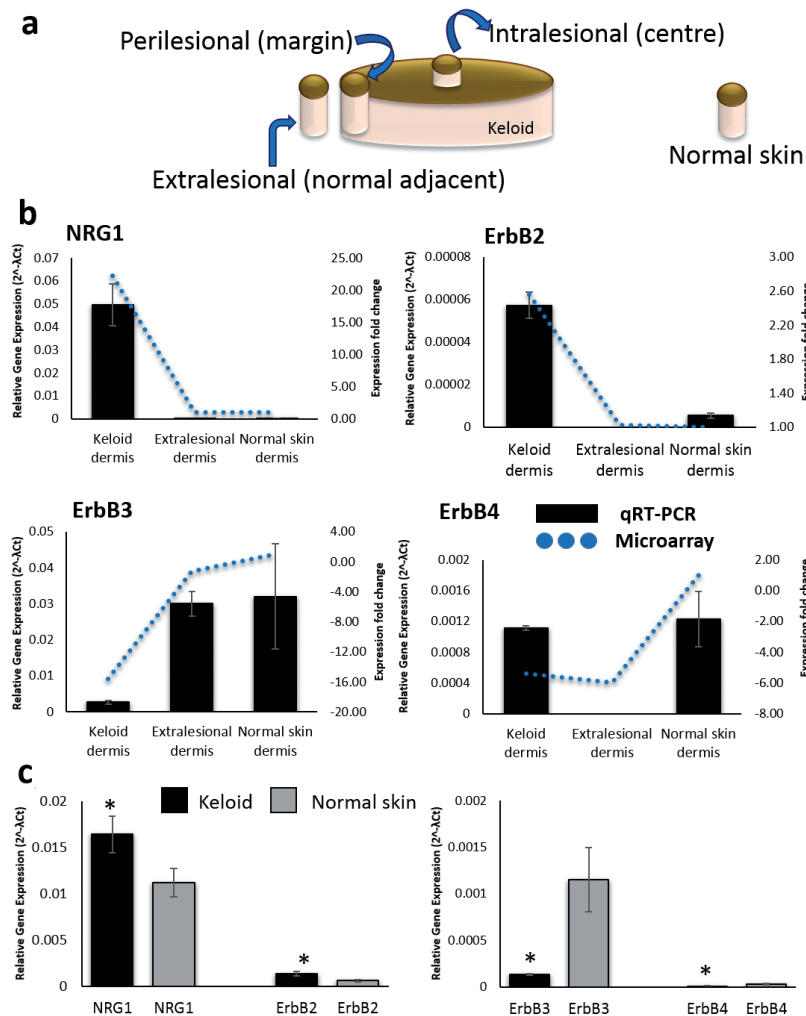 a
Perilesional (margin)
Intralesional (centre)
Keloid
Extralesional (normal adjacent)
Normal skin
b
NRG1
Relative Gene Expression (2^-λCt)
0.07
0.06
0.05
0.04
0.03
0.02
0.01
0
25.00
20.00
15.00
10.00
5.00
0.00
Expression fold change
Keloid dermis
Extralesional dermis
Normal skin dermis
ErbB2
Relative Gene Expression (2^-λCt)
0.00008
0.00006
0.00004
0.00002
0
3.00
2.60
2.20
1.80
1.40
1.00
Expression fold change
Keloid dermis
Extralesional dermis
Normal skin dermis
ErbB3
Relative Gene Expression (2^-λCt)
0.05
0.04
0.03
0.02
0.01
0
4.00
0.00
-4.00
-8.00
-12.00
-16.00
-20.00
Expression fold change
Keloid dermis
Extralesional dermis
Normal skin dermis
ErbB4
qRT-PCR
Microarray
Relative Gene Expression (2^-λCt)
0.002
0.0016
0.0012
0.0008
0.0004
0
2.00
0.00
-2.00
-4.00
-6.00
-8.00
Expression fold change
Keloid dermis
Extralesional dermis
Normal skin dermis
c
Keloid
Normal skin
Relative Gene Expression (2^-λCt)
0.02
0.015
0.01
0.005
0
*
*
NRG1
NRG1
ErbB2
ErbB2
Relative Gene Expression (2^-λCt)
0.002
0.0015
0.001
0.0005
0
*
*
ErbB3
ErbB3
ErbB4
ErbB4